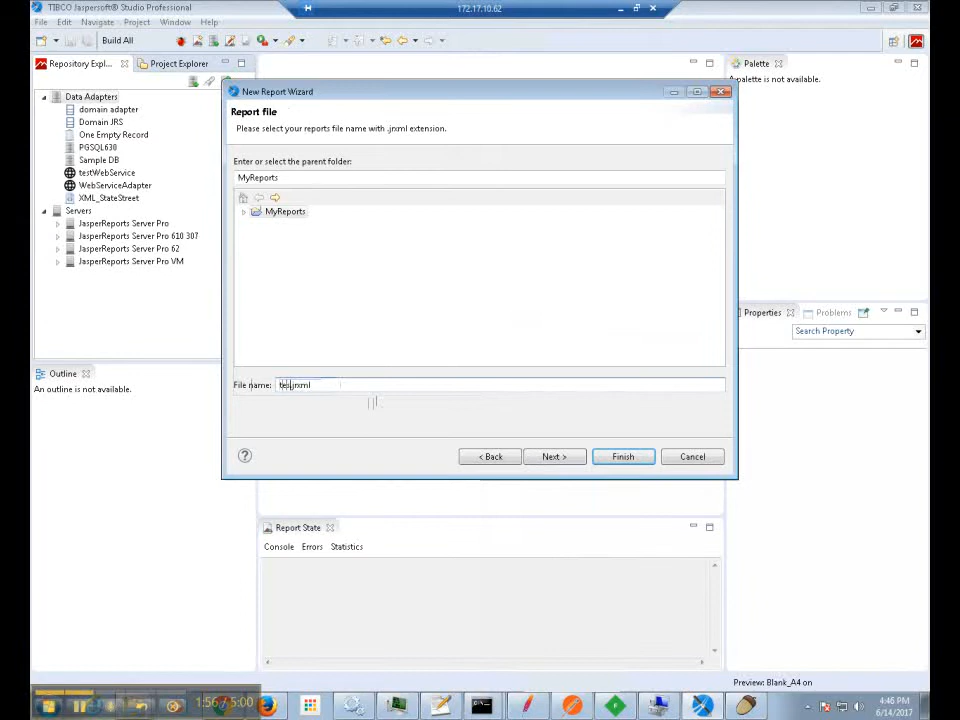 TIBCO Jaspersoft® Studio Professional
172.17.10.62
File Edit Navigate Project Window Help
Build All
Repository Expl...
Project Explorer
Palette
A palette is not available.
Data Adapters
domain adapter
Domain JRS
One Empty Record
PGSQL630
Sample DB
testWebService
WebServiceAdapter
XML_StateStreet
Servers
JasperReports Server Pro
JasperReports Server Pro 610 307
JasperReports Server Pro 62
JasperReports Server Pro VM
New Report Wizard
Report file
Please select your reports file name with .jrxml extension.
Enter or select the parent folder:
MyReports
MyReports
File name:
< Back
Next >
Finish
Cancel
Properties
Problems
Search Property
Outline
An outline is not available.
Report State
Console Errors Statistics
Preview: Blank_A4 on
1:56 / 5:00
4:46 PM
6/14/2017